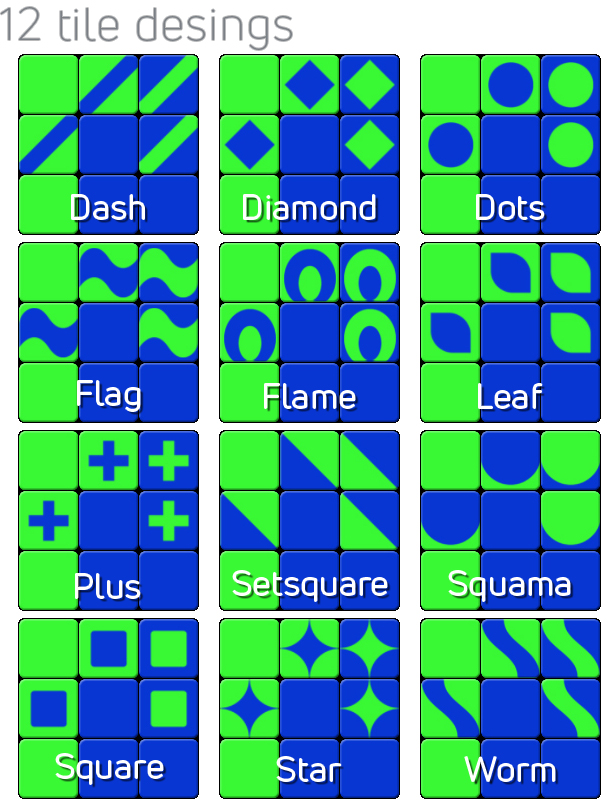 12 tile desings
Dash
Diamond
Dots
Flag
Flame
Leaf
Plus
Setsquare
Squama
Square
Star
Worm